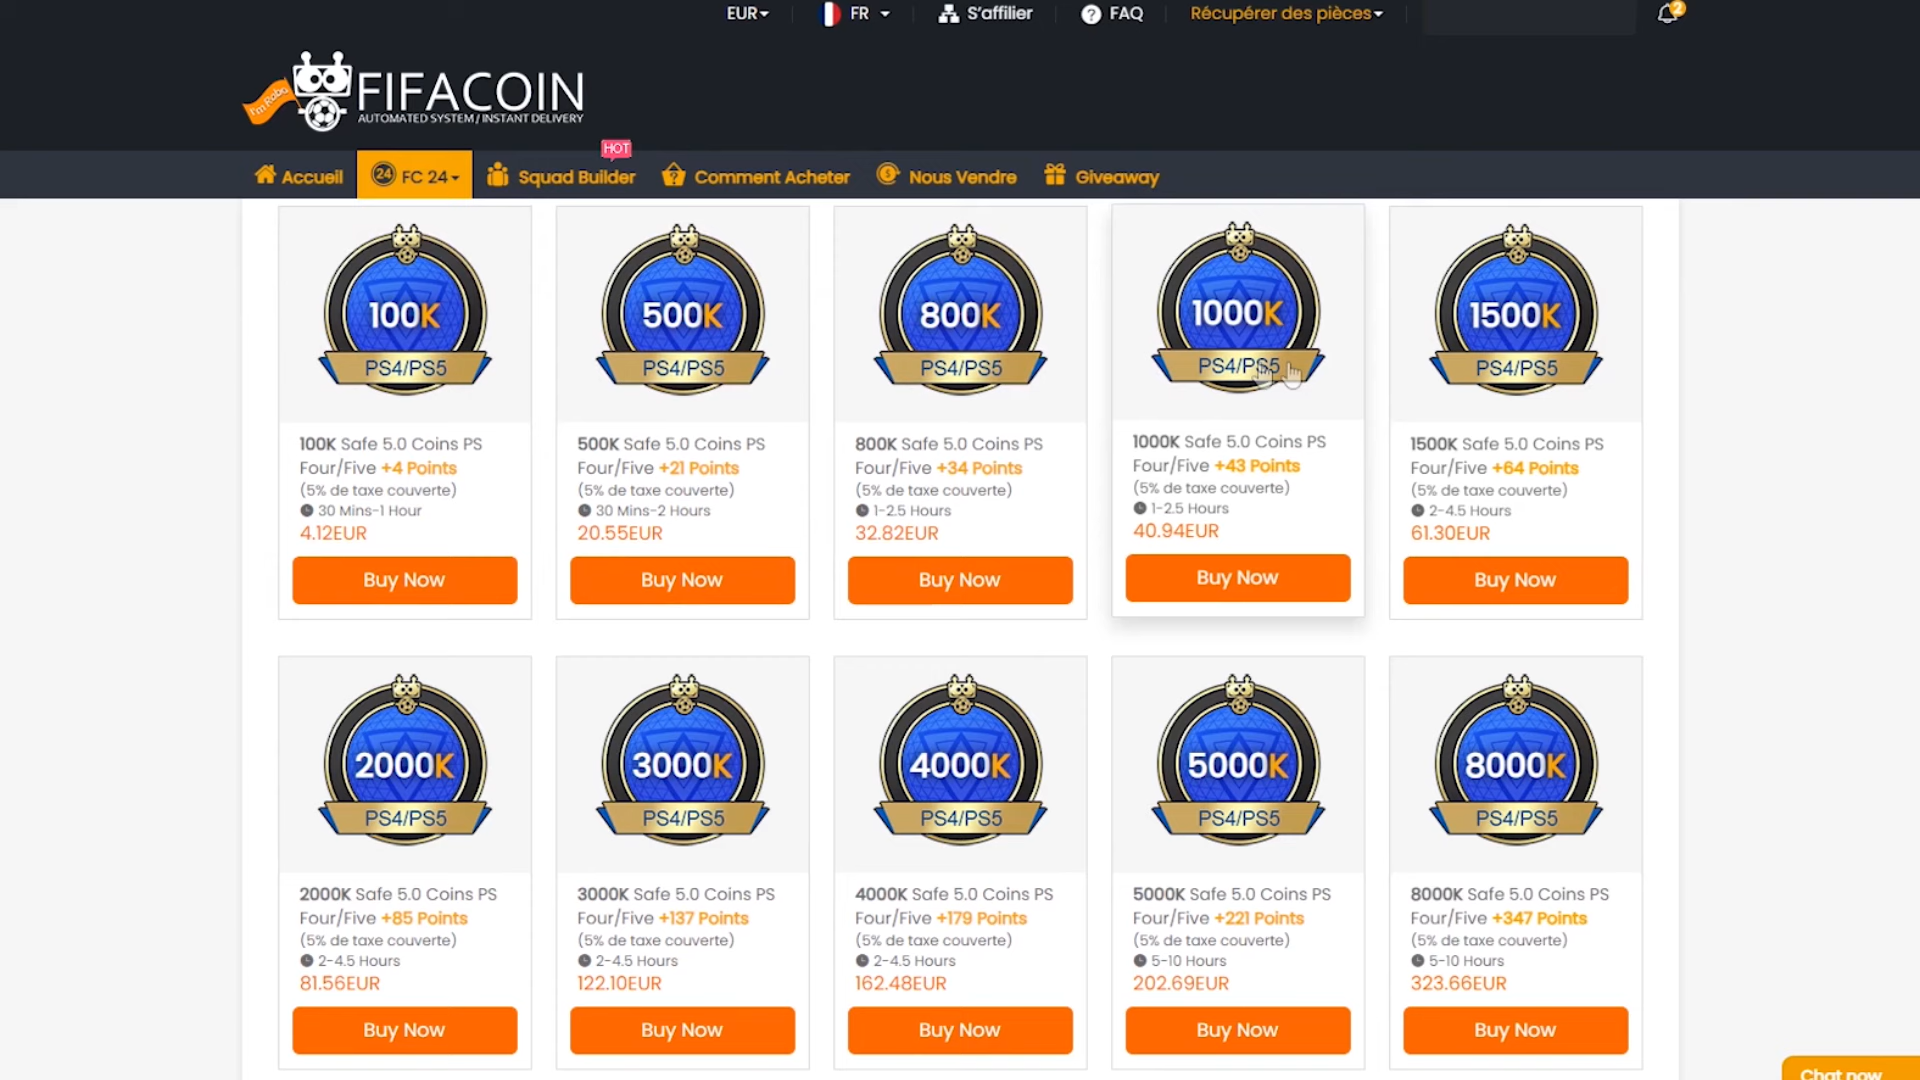 EUR
FR
S'affilier
FAQ
Récupérer des pièces
2
I'm Robo
FIFACOIN
AUTOMATED SYSTEM / INSTANT DELIVERY
HOT
Accueil
24 FC 24
Squad Builder
Comment Acheter
Nous Vendre
Giveaway
100K
PS4/PS5
100K Safe 5.0 Coins PS
Four/Five +4 Points
(5% de taxe couverte)
30 Mins-1 Hour
4.12EUR
Buy Now
500K
PS4/PS5
500K Safe 5.0 Coins PS
Four/Five +21 Points
(5% de taxe couverte)
30 Mins-2 Hours
20.55EUR
Buy Now
800K
PS4/PS5
800K Safe 5.0 Coins PS
Four/Five +34 Points
(5% de taxe couverte)
1-2.5 Hours
32.82EUR
Buy Now
1000K
PS4/PS5
1000K Safe 5.0 Coins PS
Four/Five +43 Points
(5% de taxe couverte)
1-2.5 Hours
40.94EUR
Buy Now
1500K
PS4/PS5
1500K Safe 5.0 Coins PS
Four/Five +64 Points
(5% de taxe couverte)
2-4.5 Hours
61.30EUR
Buy Now
2000K
PS4/PS5
2000K Safe 5.0 Coins PS
Four/Five +85 Points
(5% de taxe couverte)
2-4.5 Hours
81.56EUR
Buy Now
3000K
PS4/PS5
3000K Safe 5.0 Coins PS
Four/Five +137 Points
(5% de taxe couverte)
2-4.5 Hours
122.10EUR
Buy Now
4000K
PS4/PS5
4000K Safe 5.0 Coins PS
Four/Five +179 Points
(5% de taxe couverte)
2-4.5 Hours
162.48EUR
Buy Now
5000K
PS4/PS5
5000K Safe 5.0 Coins PS
Four/Five +221 Points
(5% de taxe couverte)
5-10 Hours
202.69EUR
Buy Now
8000K
PS4/PS5
8000K Safe 5.0 Coins PS
Four/Five +347 Points
(5% de taxe couverte)
5-10 Hours
323.66EUR
Buy Now
Chat now